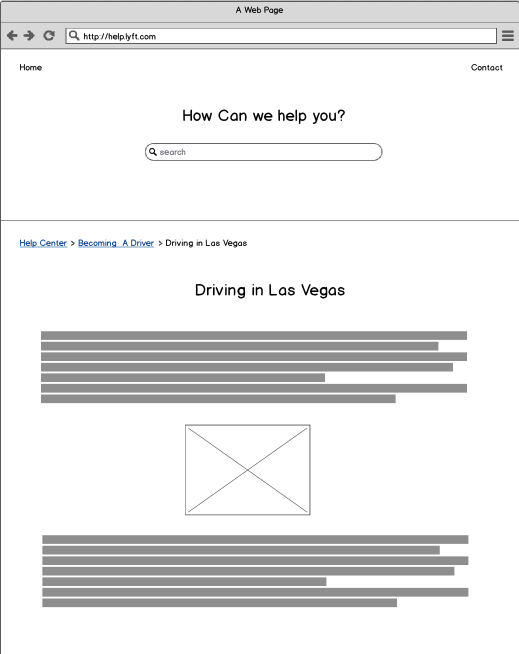 A Web Page
http://help.lyft.com
Home
Contact
How Can we help you?
search
Help Center > Becoming A Driver > Driving in Las Vegas
Driving in Las Vegas